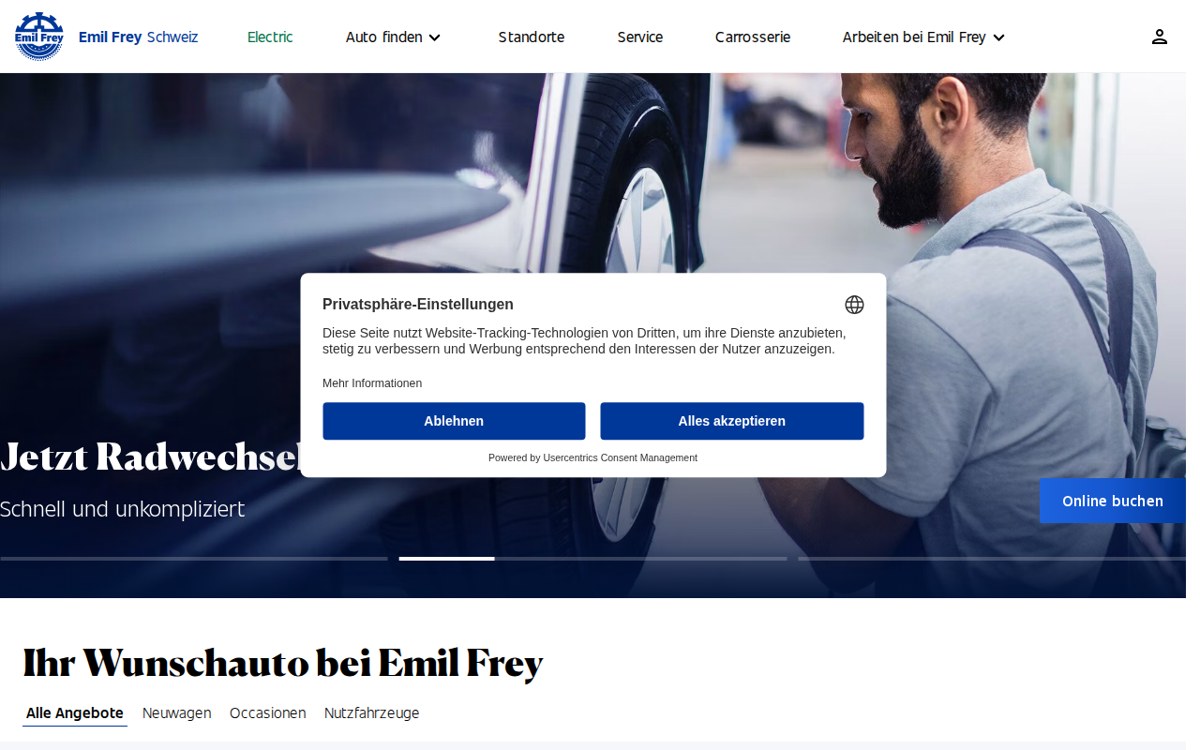 Emil Frey
Emil Frey Schweiz
Electric
Auto finden
Standorte
Service
Carrosserie
Arbeiten bei Emil Frey
Privatsphäre-Einstellungen
Diese Seite nutzt Website-Tracking-Technologien von Dritten, um ihre Dienste anzubieten,
stetig zu verbessern und Werbung entsprechend den Interessen der Nutzer anzuzeigen.
Mehr Informationen
Ablehnen
Alles akzeptieren
Powered by Usercentrics Consent Management
Jetzt Radwechsel
Schnell und unkompliziert
Online buchen
Ihr Wunschauto bei Emil Frey
Alle Angebote
Neuwagen
Occasionen
Nutzfahrzeuge